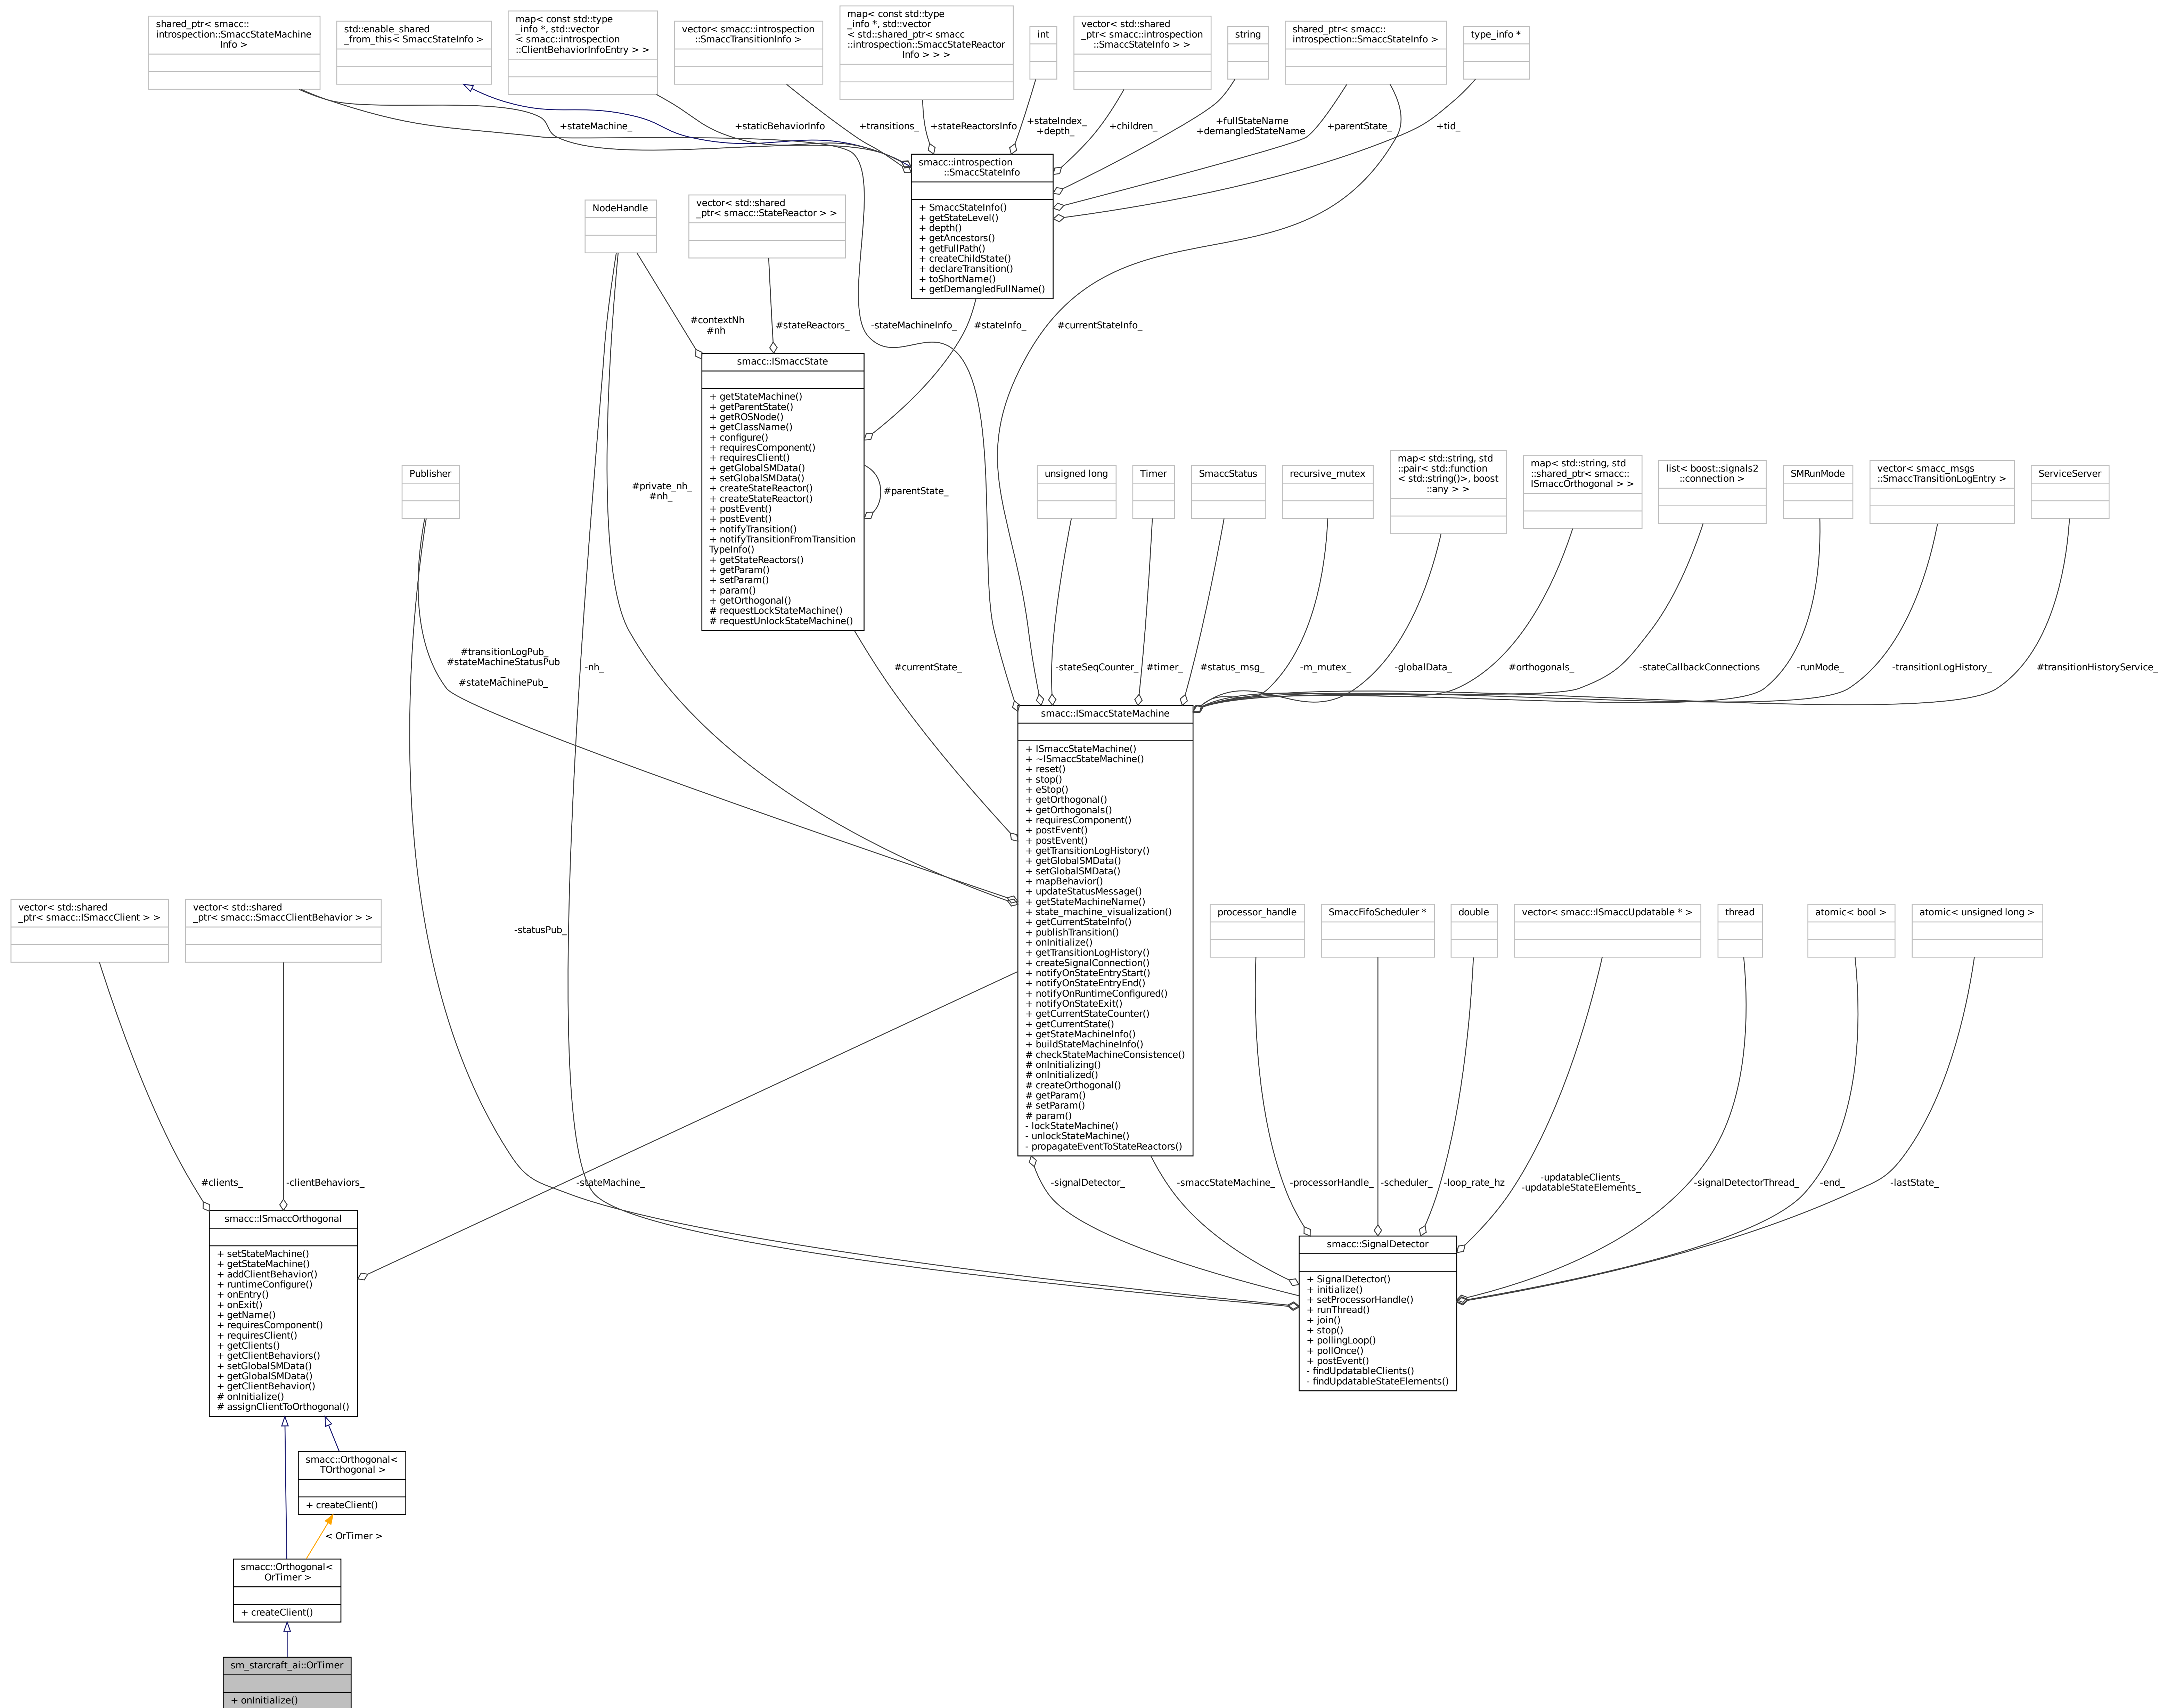 shared_ptr< smacc::
introspection::SmaccStateMachine
Info >
std::enable_shared
_from_this< SmaccStateInfo >
map< const std::type
_info *, std::vector
< smacc::introspection
::ClientBehaviorInfoEntry > >
vector< smacc::introspection
::SmaccTransitionInfo >
map< const std::type
_info *, std::vector
< std::shared_ptr< smacc
::introspection::SmaccStateReactor
Info > > >
int
vector< std::shared
_ptr< smacc::introspection
::SmaccStateInfo > >
string
shared_ptr< smacc::
introspection::SmaccStateInfo >
type_info *
+stateMachine_
+staticBehaviorInfo
+transitions_
+stateReactorsInfo
+stateIndex_
+depth_
+children_
+fullStateName
+demangledStateName
+parentState_
+tid_
smacc::introspection
::SmaccStateInfo
+ SmaccStateInfo()
+ getStateLevel()
+ depth()
+ getAncestors()
+ getFullPath()
+ createChildState()
+ declareTransition()
+ toShortName()
+ getDemangledFullName()
NodeHandle
vector< std::shared
_ptr< smacc::StateReactor > >
#contextNh
#nh
#stateReactors_
-stateMachineInfo_
#stateInfo_
#currentStateInfo_
smacc::ISmaccState
+ getStateMachine()
+ getParentState()
+ getROSNode()
+ getClassName()
+ configure()
+ requiresComponent()
+ requiresClient()
+ getGlobalSMData()
+ setGlobalSMData()
+ createStateReactor()
+ createStateReactor()
+ postEvent()
+ postEvent()
+ notifyTransition()
+ notifyTransitionFromTransition
TypeInfo()
+ getStateReactors()
+ getParam()
+ setParam()
+ param()
+ getOrthogonal()
# requestLockStateMachine()
# requestUnlockStateMachine()
#parentState_
Publisher
#private_nh_
#nh_
unsigned long
Timer
SmaccStatus
recursive_mutex
map< std::string, std
::pair< std::function
< std::string()>, boost
::any > >
map< std::string, std
::shared_ptr< smacc::
ISmaccOrthogonal > >
list< boost::signals2
::connection >
SMRunMode
vector< smacc_msgs
::SmaccTransitionLogEntry >
ServiceServer
#transitionLogPub_
#stateMachineStatusPub
_
#stateMachinePub_
-nh_
#currentState_
-stateSeqCounter_
#timer_
#status_msg_
-m_mutex_
-globalData_
#orthogonals_
-stateCallbackConnections
-runMode_
-transitionLogHistory_
#transitionHistoryService_
smacc::ISmaccStateMachine
+ ISmaccStateMachine()
+ ~ISmaccStateMachine()
+ reset()
+ stop()
+ eStop()
+ getOrthogonal()
+ getOrthogonals()
+ requiresComponent()
+ postEvent()
+ postEvent()
+ getTransitionLogHistory()
+ getGlobalSMData()
+ setGlobalSMData()
+ mapBehavior()
+ updateStatusMessage()
+ getStateMachineName()
+ state_machine_visualization()
+ getCurrentStateInfo()
+ publishTransition()
+ onInitialize()
+ getTransitionLogHistory()
+ createSignalConnection()
+ notifyOnStateEntryStart()
+ notifyOnStateEntryEnd()
+ notifyOnRuntimeConfigured()
+ notifyOnStateExit()
+ getCurrentStateCounter()
+ getCurrentState()
+ getStateMachineInfo()
+ buildStateMachineInfo()
# checkStateMachineConsistence()
# onInitializing()
# onInitialized()
# createOrthogonal()
# getParam()
# setParam()
# param()
- lockStateMachine()
- unlockStateMachine()
- propagateEventToStateReactors()
vector< std::shared
_ptr< smacc::ISmaccClient > >
vector< std::shared
_ptr< smacc::SmaccClientBehavior > >
-statusPub_
processor_handle
SmaccFifoScheduler *
double
vector< smacc::ISmaccUpdatable * >
thread
atomic< bool >
atomic< unsigned long >
#clients_
-clientBehaviors_
-stateMachine_
-signalDetector_
-smaccStateMachine_
-processorHandle_
-scheduler_
-loop_rate_hz
-updatableClients_
-updatableStateElements_
-signalDetectorThread_
-end_
-lastState_
smacc::ISmaccOrthogonal
+ setStateMachine()
+ getStateMachine()
+ addClientBehavior()
+ runtimeConfigure()
+ onEntry()
+ onExit()
+ getName()
+ requiresComponent()
+ requiresClient()
+ getClients()
+ getClientBehaviors()
+ setGlobalSMData()
+ getGlobalSMData()
+ getClientBehavior()
# onInitialize()
# assignClientToOrthogonal()
smacc::SignalDetector
+ SignalDetector()
+ initialize()
+ setProcessorHandle()
+ runThread()
+ join()
+ stop()
+ pollingLoop()
+ pollOnce()
+ postEvent()
- findUpdatableClients()
- findUpdatableStateElements()
smacc::Orthogonal<
TOrthogonal >
+ createClient()
< OrTimer >
smacc::Orthogonal<
OrTimer >
+ createClient()
sm_starcraft_ai::OrTimer
+ onInitialize()